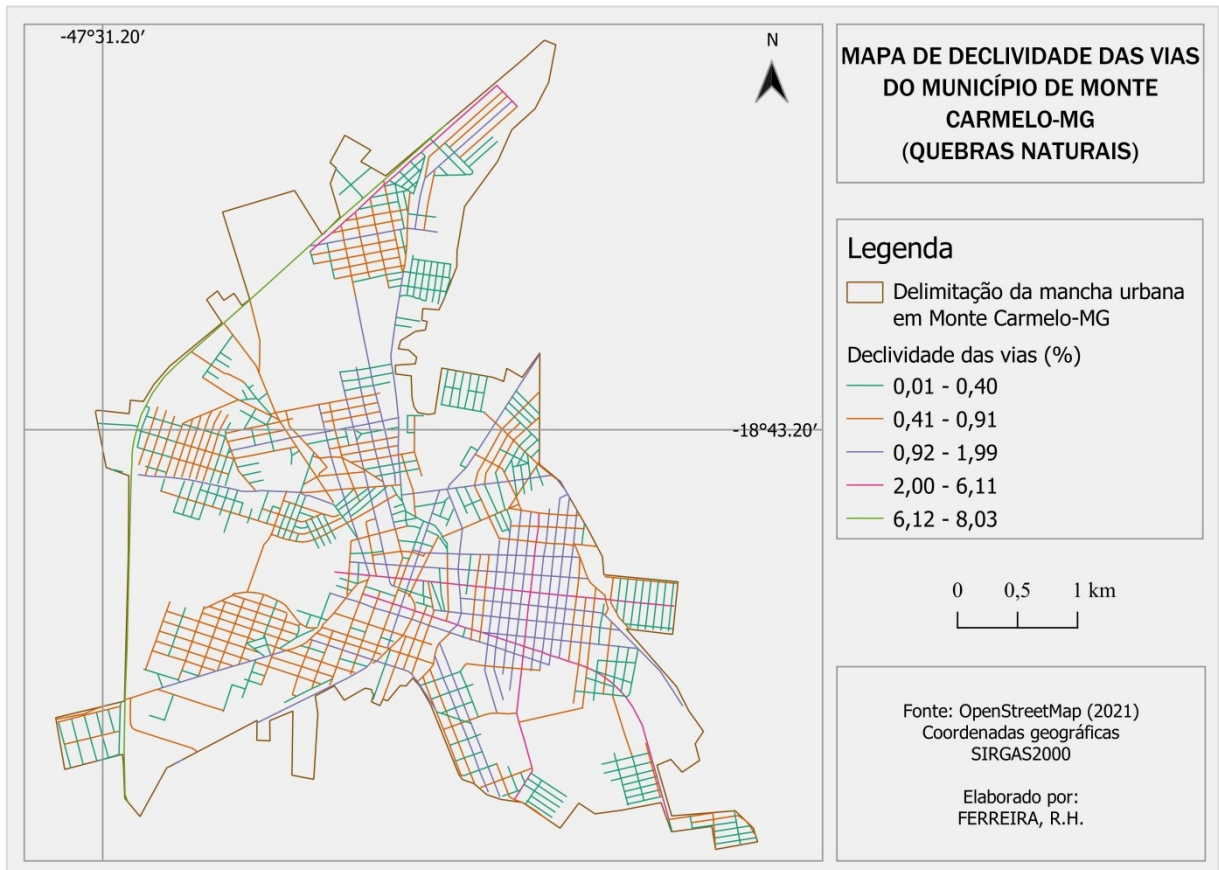 -47°31.20′
N
-18°43.20′
MAPA DE DECLIVIDADE DAS VIAS
DO MUNICÍPIO DE MONTE
CARMELO-MG
(QUEBRAS NATURAIS)
Legenda
Delimitação da mancha urbana
em Monte Carmelo-MG
Declividade das vias (%)
0,01 - 0,40
0,41 - 0,91
0,92 - 1,99
2,00 - 6,11
6,12 - 8,03
0 0,5 1 km
Fonte: OpenStreetMap (2021)
Coordenadas geográficas
SIRGAS2000
Elaborado por:
FERREIRA, R.H.